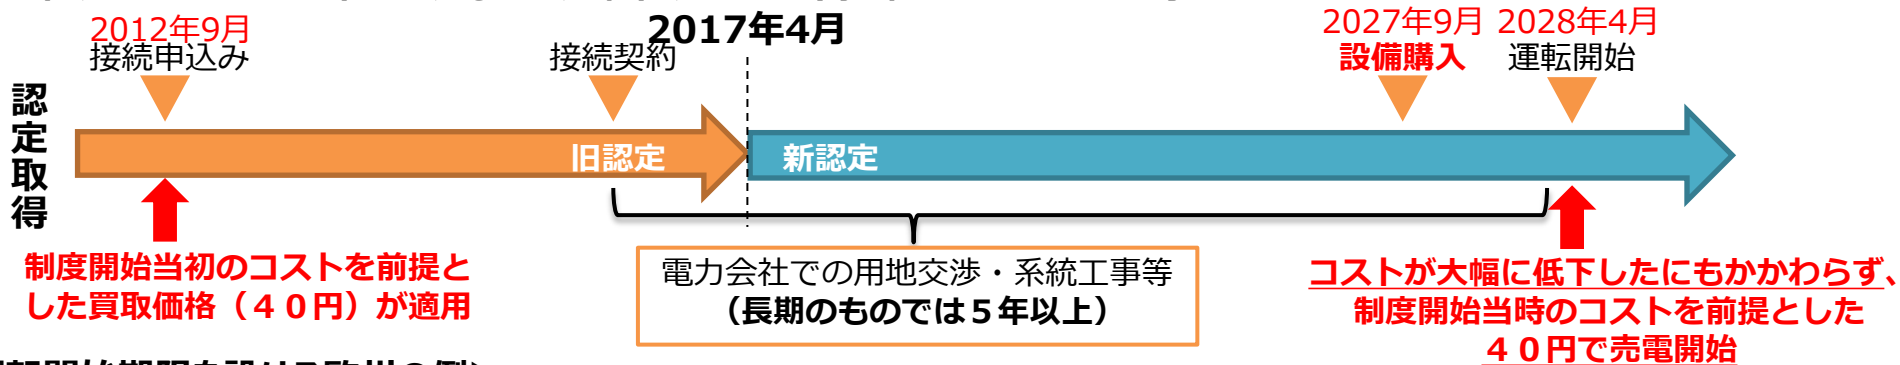 2012年9月
接続申込み
接続契約
2017年4月
2027年9月
設備購入
2028年4月
運転開始
認定取得
旧認定
新認定
制度開始当初のコストを前提と
した買取価格（４０円）が適用
電力会社での用地交渉・系統工事等
（長期のものでは５年以上）
コストが大幅に低下したにもかかわらず、
制度開始当時のコストを前提とした
４０円で売電開始